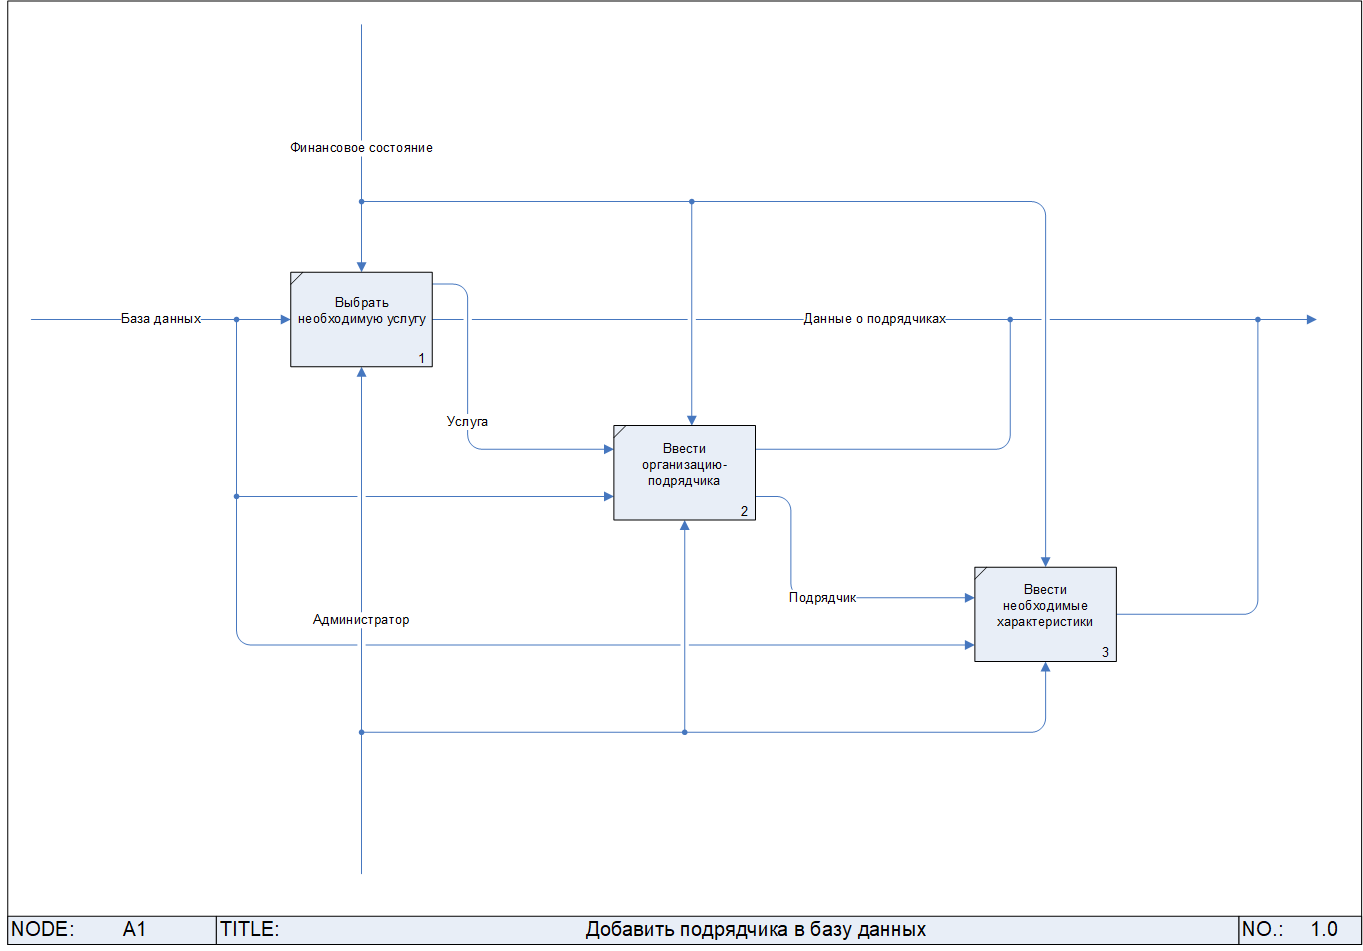 Финансовое состояние
Выбрать
необходимую услугу
1
База данных
Данные о подрядчиках
Услуга
Ввести
организацию-
подрядчика
2
Подрядчик
Ввести
необходимые
характеристики
3
Администратор
NODE: A1
TITLE: Добавить подрядчика в базу данных
NO.: 1.0